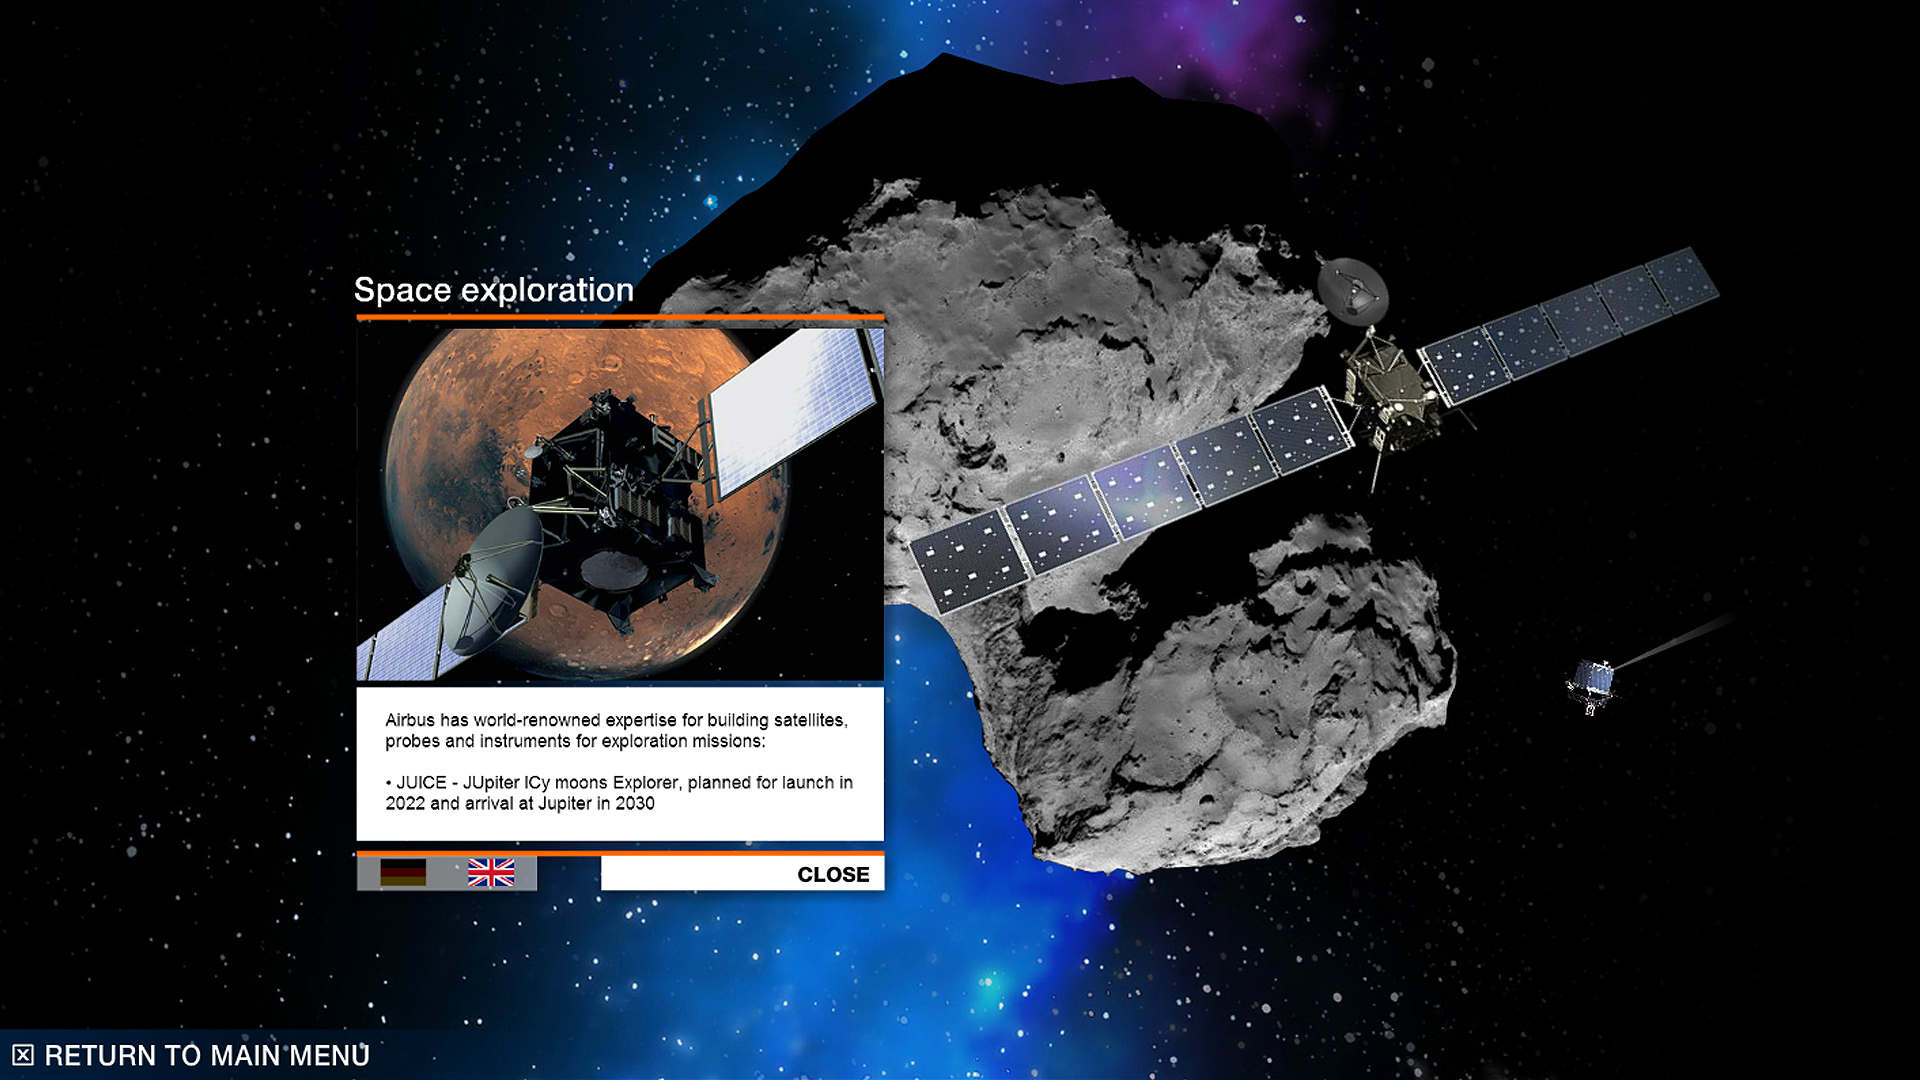 Space exploration
Airbus has world-renowned expertise for building satellites,
probes and instruments for exploration missions:
• JUICE - JUpiter ICy moons Explorer, planned for launch in
2022 and arrival at Jupiter in 2030
CLOSE
RETURN TO MAIN MENU